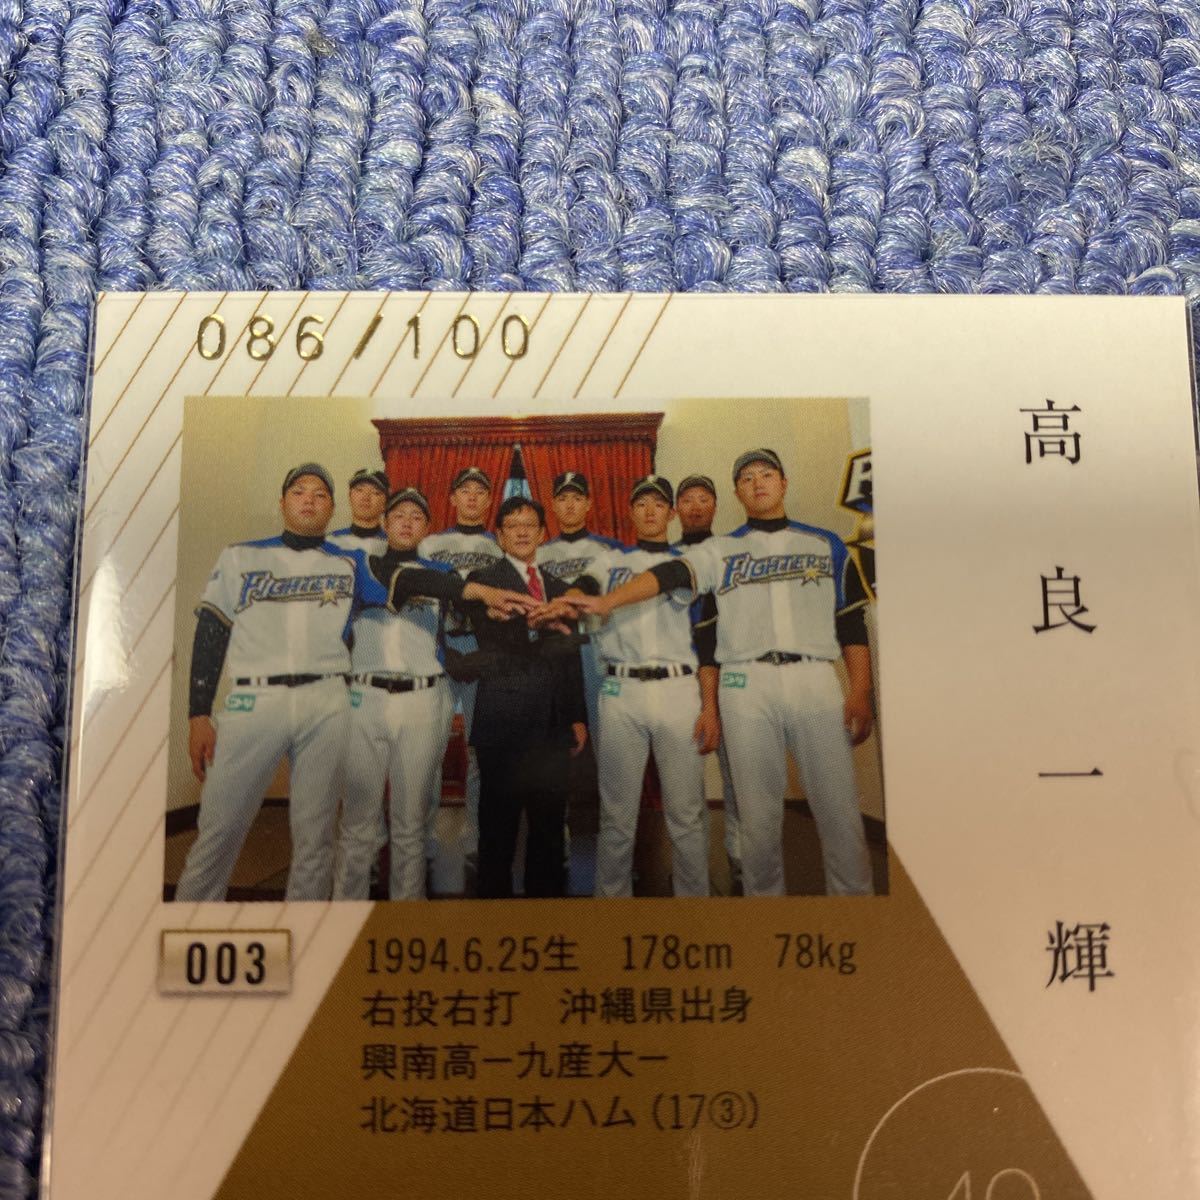 086/100
FIGHTERS
FIGHTERS
高良一輝
003
1994.6.25生 178cm 78kg
右投右打 沖縄県出身
興南高ー九産大ー
北海道日本ハム(17③)